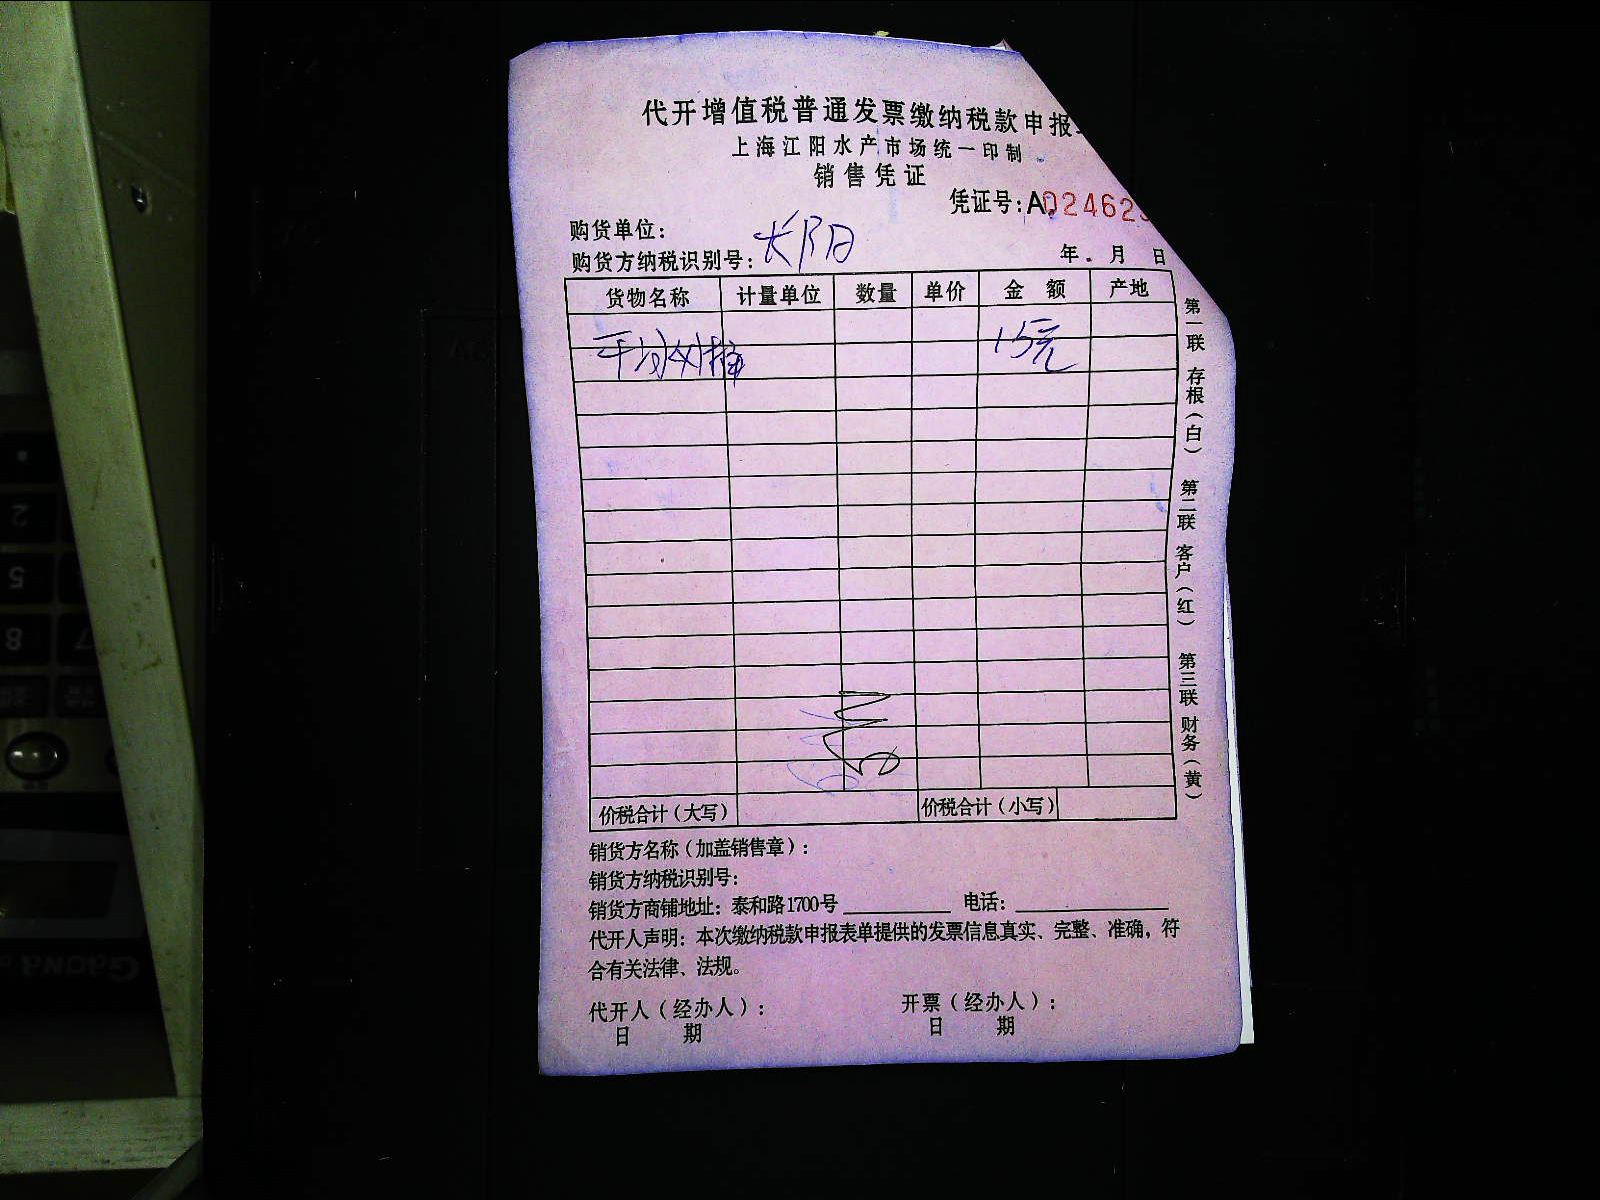 代开增值税普通发票缴纳税款申报
上海江阳水产市场统一印制
销售凭证
凭证号：A024623
购货单位：
长阳
购货方纳税识别号：
年 月 日
货物名称 计量单位 数量 单价 金额 产地
15元
价税合计（大写） 价税合计（小写）
第一联 存根（白） 第二联 客户（红） 第三联 财务（黄）
销货方名称（加盖销售章）：
销货方纳税识别号：
销货方商铺地址：泰和路1700号 电话：
代开人声明：本次缴纳税款申报表单提供的发票信息真实、完整、准确，符
合有关法律、法规。
代开人（经办人）： 开票（经办人）：
日 期 日 期
2
5
8
7